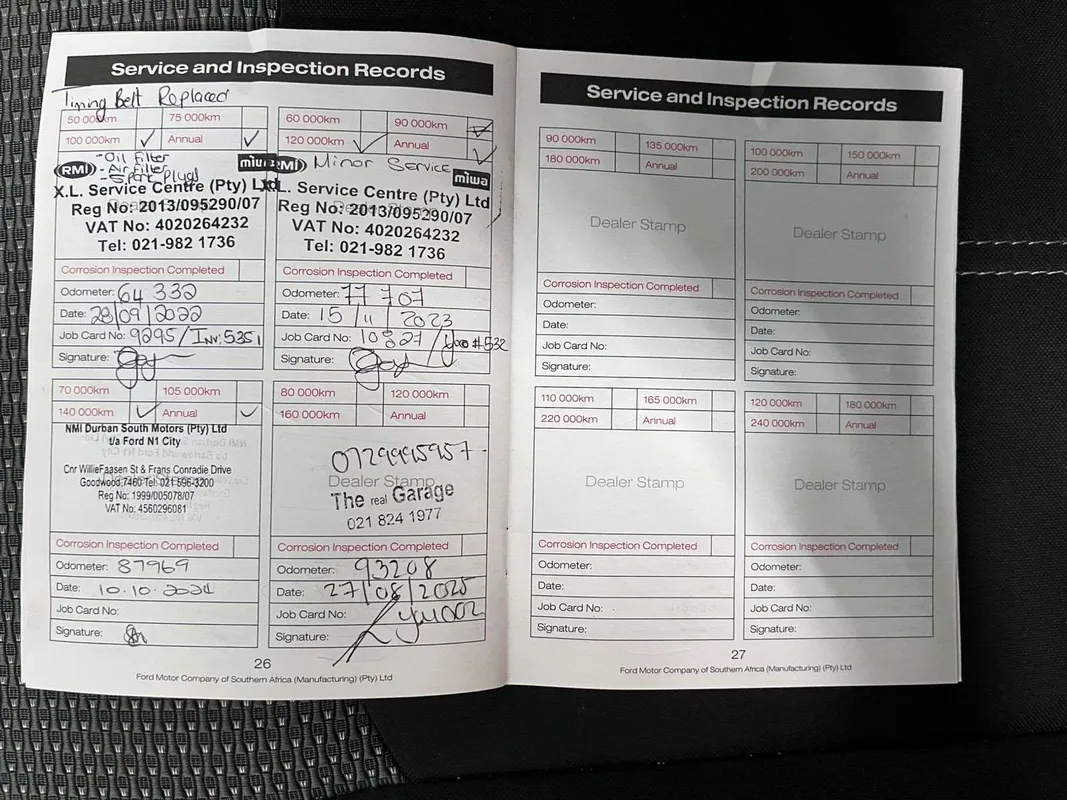 Service and Inspection Records
Timing Belt Replaced
50 000km 75 000km
100 000km Annual
- Oil Filter
RMI - Air Filter miwa
- Spark Plugs
X.L. Service Centre (Py) Ltd
Reg No: 2013/095290/07
VAT No: 4020264232
Tel: 021-982 1736
Corrosion Inspection Completed
Odometer: 64 332
Date: 28/09/2022
Job Card No: 9295/Inv:5351
Signature:
60 000km 90 000km
120 000km Annual
RMI Minor Service
miwa
L. Service Centre (Pty) Ltd
Reg No: 2013/095290/07
VAT No: 4020264232
Tel: 021-982 1736
Corrosion Inspection Completed
Odometer: 77 707
Date: 15/11/2023
Job Card No: 10827/
Signature:
70 000km 105 000km
140 000km Annual
NMI Durban South Motors (Pty) Ltd
t/a Ford N1 City
Cnr WillieFaasen St & Frans Conradie Drive
Goodwood:7460 Tel: 021-596-3200
Reg No: 1999/005078/07
VAT No: 4560296081
Corrosion Inspection Completed
Odometer: 87969
Date: 10.10.2024
Job Card No:
Signature:
80 000km 120 000km
160 000km Annual
0729995957
Dealer Stamp
The real Garage
021 824 1977
Corrosion Inspection Completed
Odometer: 93208
Date: 27/08/2025
Job Card No:
Signature:
26
Ford Motor Company of Southern Africa (Manufacturing) (Pty) Ltd
Service and Inspection Records
90 000km 135 000km
180 000km Annual
Dealer Stamp
Corrosion Inspection Completed
Odometer:
Date:
Job Card No:
Signature:
100 000km 150 000km
200 000km Annual
Dealer Stamp
Corrosion Inspection Completed
Odometer:
Date:
Job Card No:
Signature:
110 000km 165 000km
220 000km Annual
Dealer Stamp
Corrosion Inspection Completed
Odometer:
Date:
Job Card No:
Signature:
120 000km 180 000km
240 000km Annual
Dealer Stamp
Corrosion Inspection Completed
Odometer:
Date:
Job Card No:
Signature:
27
Ford Motor Company of Southern Africa (Manufacturing) (Pty) Ltd